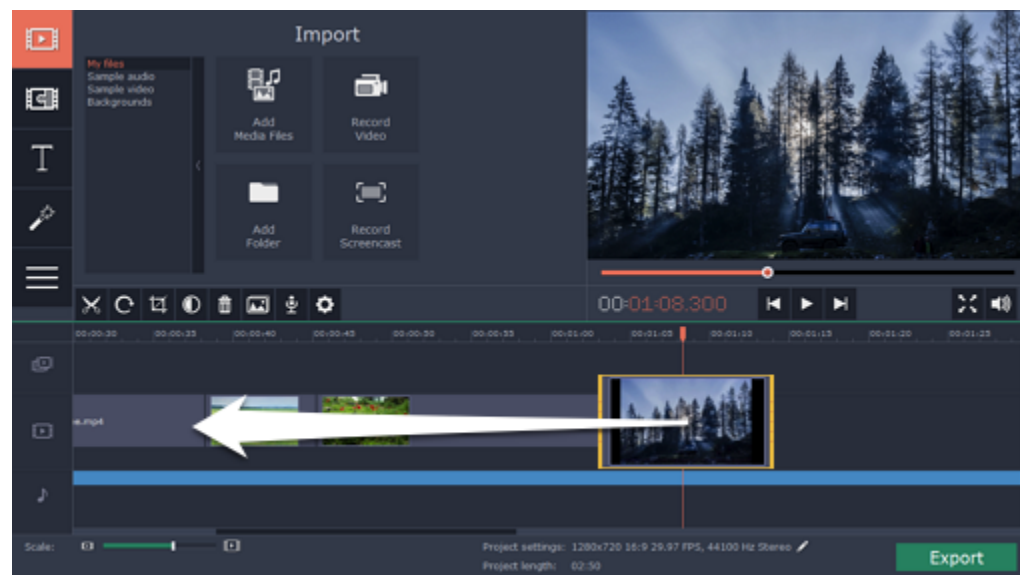 Import
My files
Sample audio
Sample video
Backgrounds
Add
Media Files
Record
Video
Add
Folder
Record
Screencast
T
00:01:08.300
00:00:30 00:00:35 00:00:40 00:00:45 00:00:50 00:00:55 00:01:00 00:01:05 00:01:10 00:01:15 00:01:20 00:01:25
e.mp4
Scale:
Project settings: 1280x720 16:9 29.97 FPS, 44100 Hz Stereo
Project length: 02:50
Export